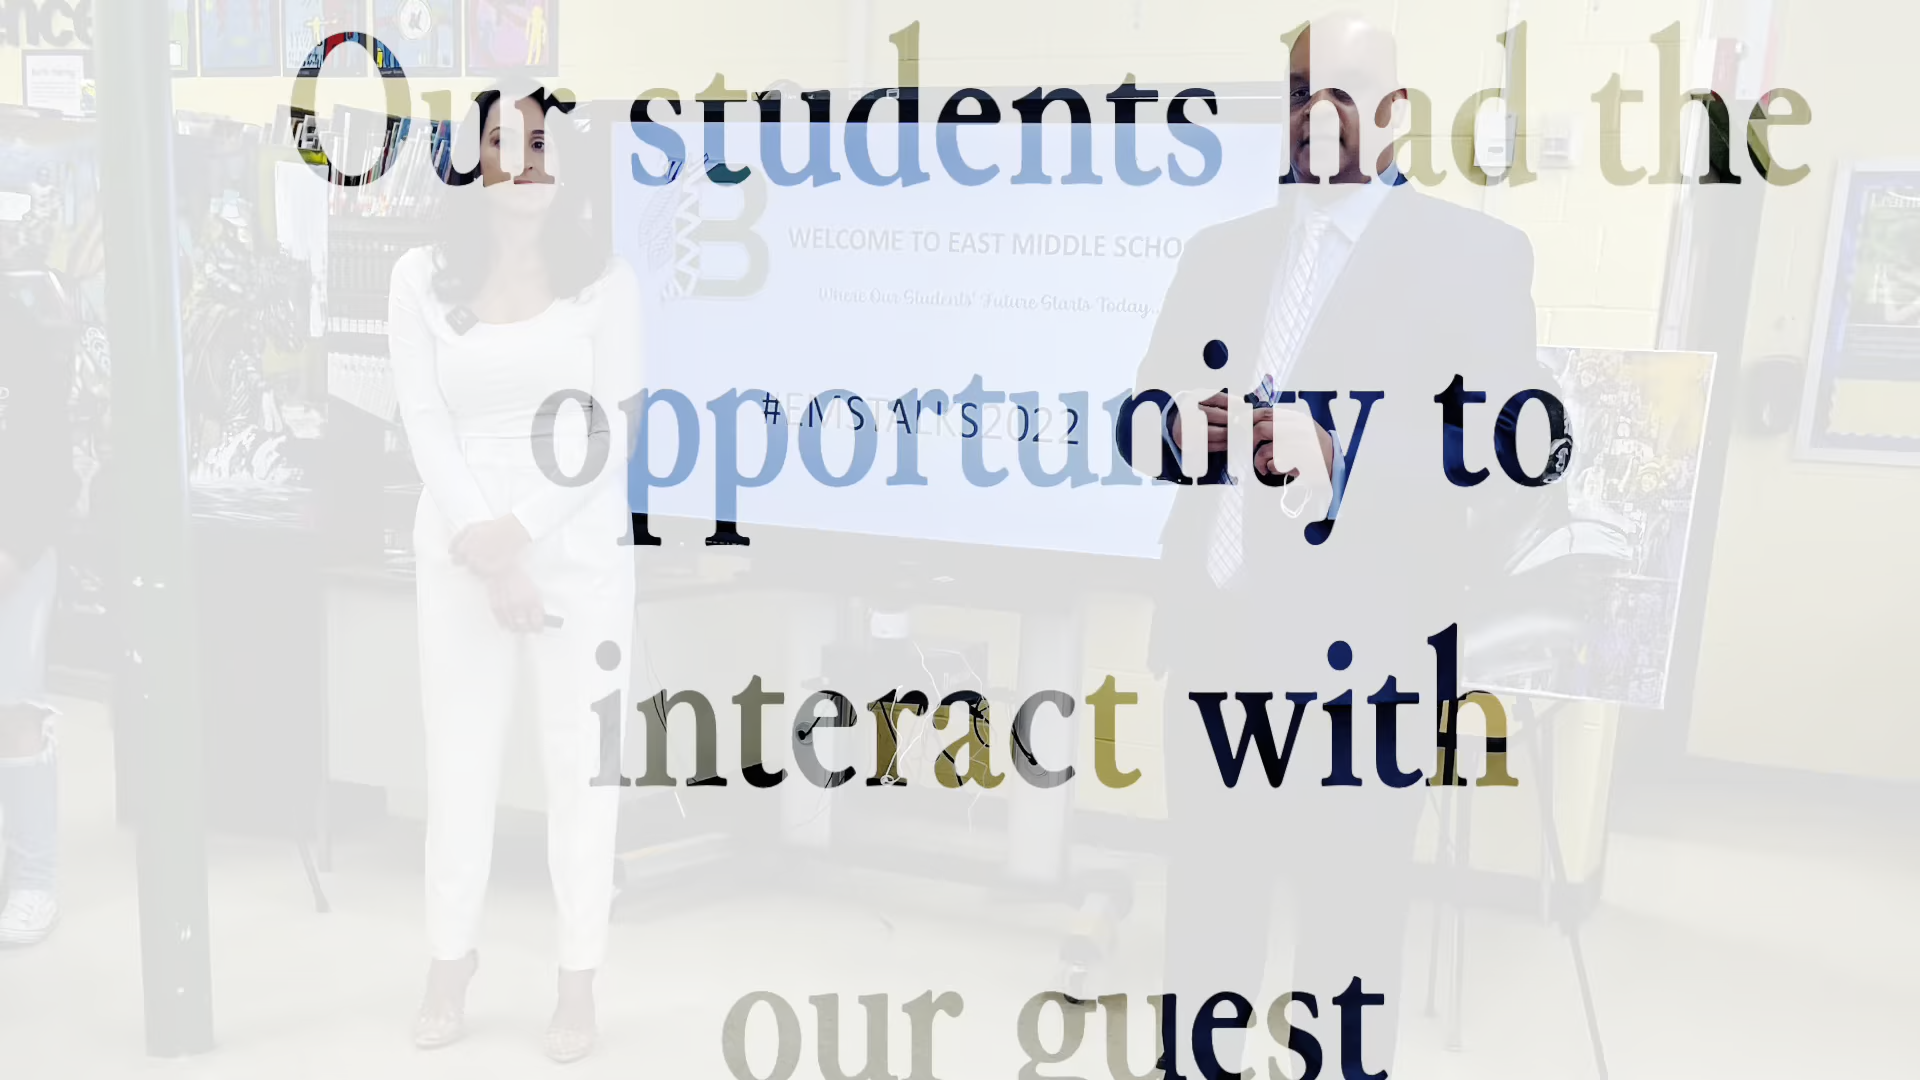 Our students had the
B
WELCOME TO EAST MIDDLE SCHO
Where Our Students' Future Starts Today...
opportunity to
#EMSTALKS2022
interact with
our guest